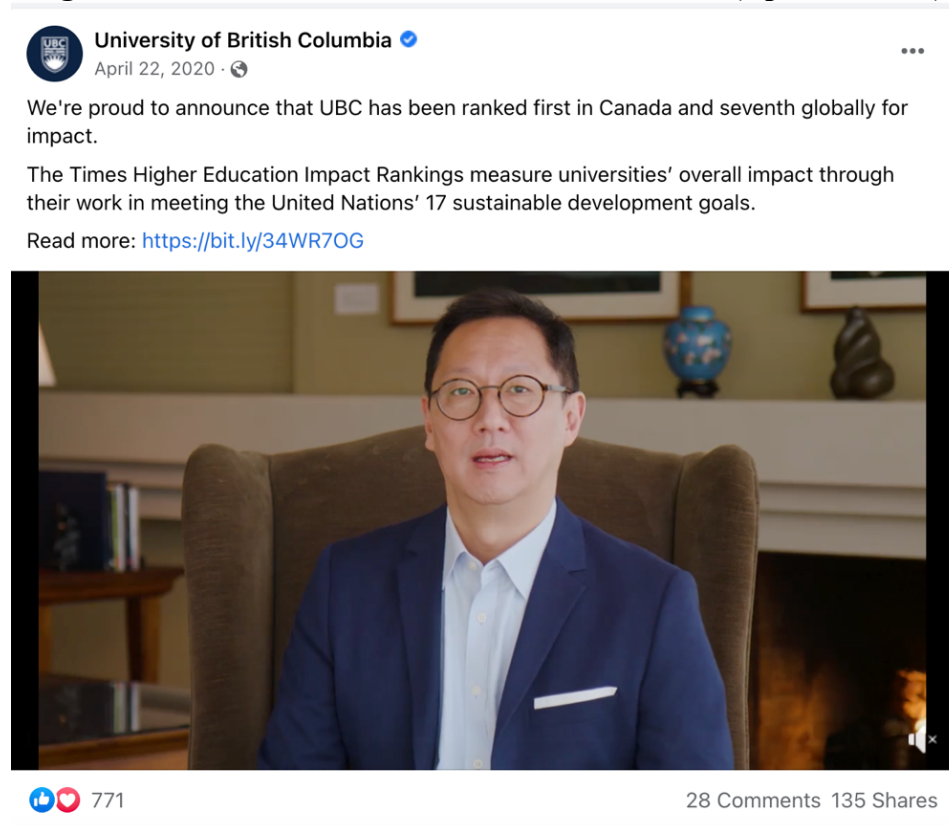 UBC
University of British Columbia
April 22, 2020 ·
We're proud to announce that UBC has been ranked first in Canada and seventh globally for
impact.
The Times Higher Education Impact Rankings measure universities’ overall impact through
their work in meeting the United Nations’ 17 sustainable development goals.
Read more: https://bit.ly/34WR7OG
771
28 Comments 135 Shares